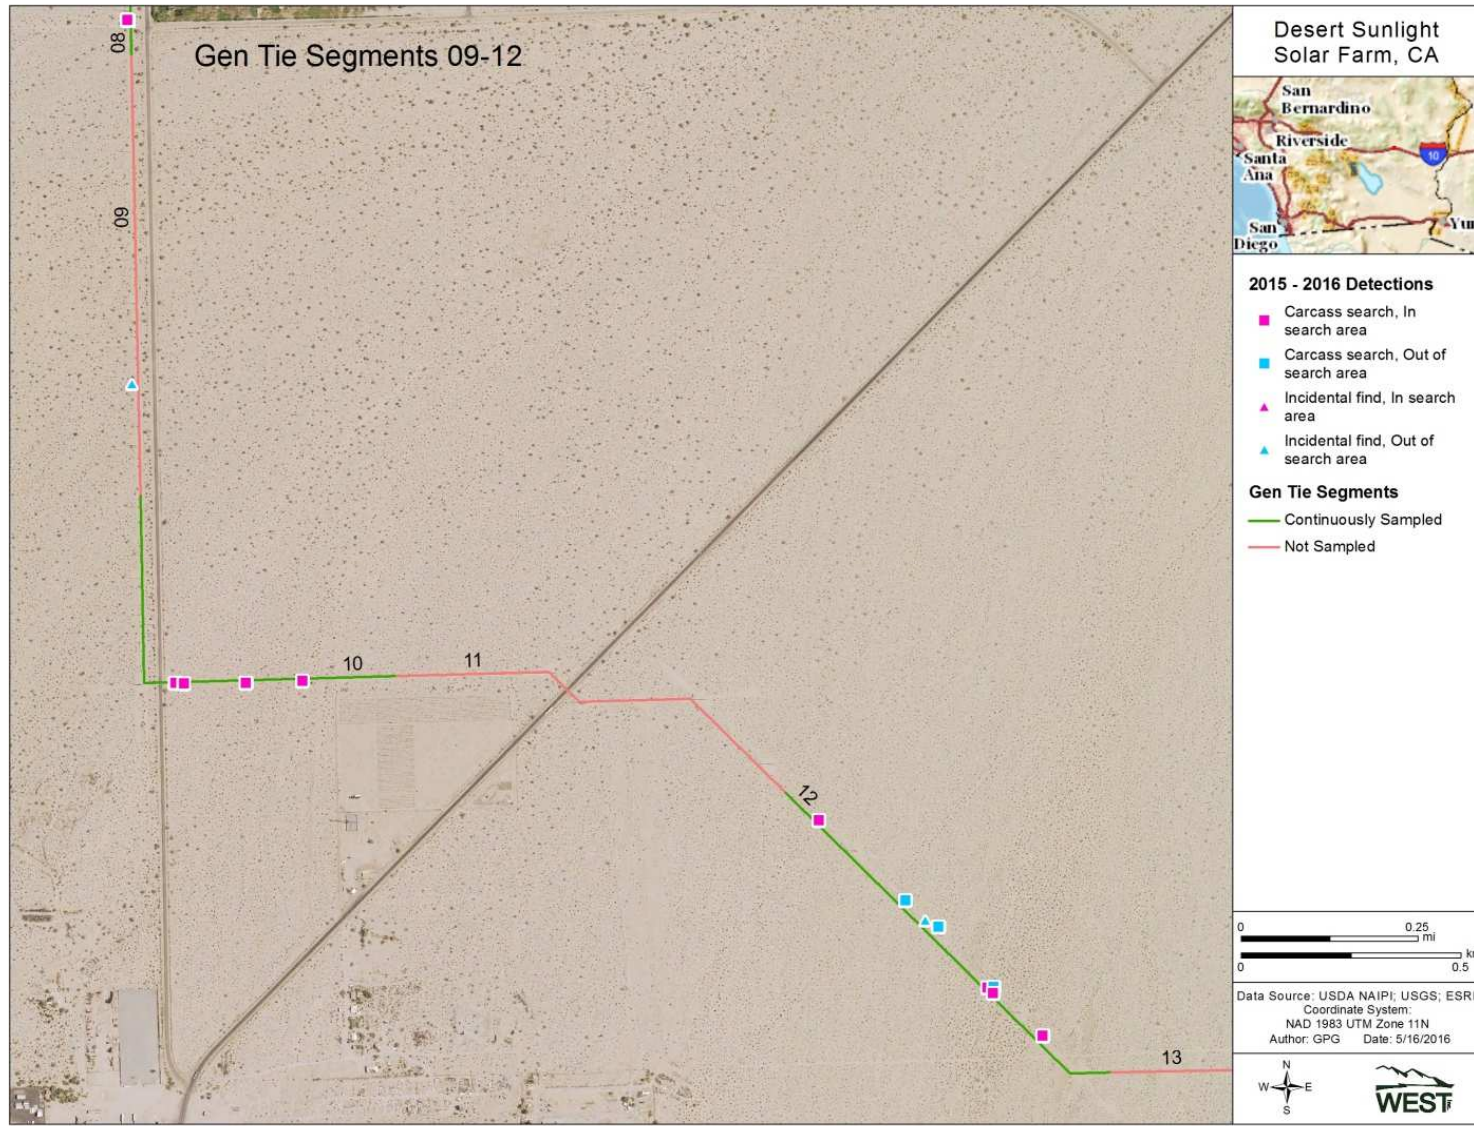 Gen Tie Segments 09-12
08
09
10
11
12
13
Desert Sunlight
Solar Farm, CA
San
Bernardino
Riverside
Santa
Ana
10
San
Diego
Yu
2015 - 2016 Detections
Carcass search, In
search area
Carcass search, Out of
search area
Incidental find, In search
area
Incidental find, Out of
search area
Gen Tie Segments
Continuously Sampled
Not Sampled
0 0.25
mi
k
0 0.5
Data Source: USDA NAIPI; USGS; ESRI
Coordinate System:
NAD 1983 UTM Zone 11N
Author: GPG Date: 5/16/2016
N
W E
S
WEST